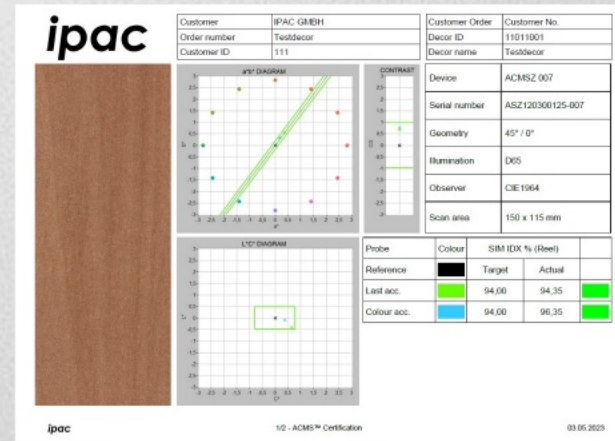 ipac
Customer IPAC GMBH
Order number Testdecor
Customer ID 111
Customer Order Customer No.
Decor ID 11011001
Decor name Testdecor
a*b* DIAGRAM
CONTRAST
Device ACMSZ 007
Serial number ASZ120300125-007
Geometry 45° / 0°
Illumination D65
Observer CIE1964
Scan area 150 x 115 mm
L*C* DIAGRAM
Probe Colour SIM IDX % (Reel)
Reference Target Actual
Last acc. 94,00 94,35
Colour acc. 94,00 96,35
ipac
1/2 - ACMS™ Certification
03.05.2023